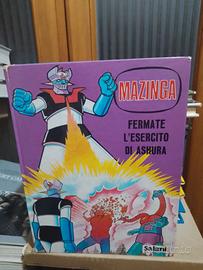 MAZINGA
FERMATE
L'ESERCITO
DI ASHURA
Salani